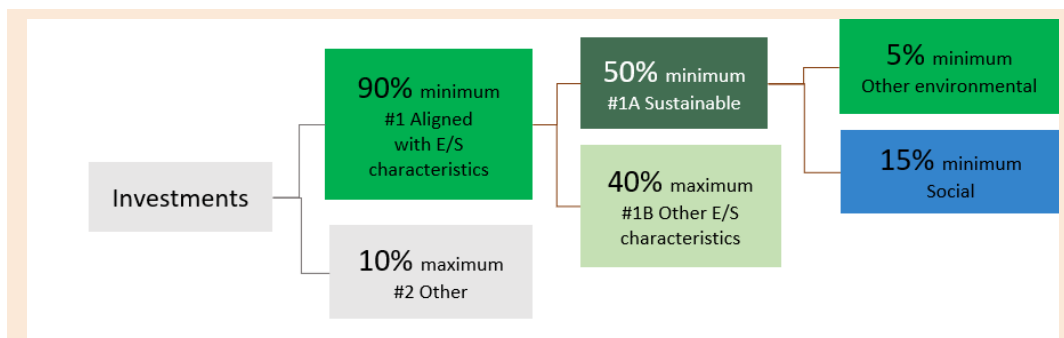 Investments
90% minimum
#1 Aligned
with E/S
characteristics
10% maximum
#2 Other
50% minimum
#1A Sustainable
40% maximum
#1B Other E/S
characteristics
5% minimum
Other environmental
15% minimum
Social